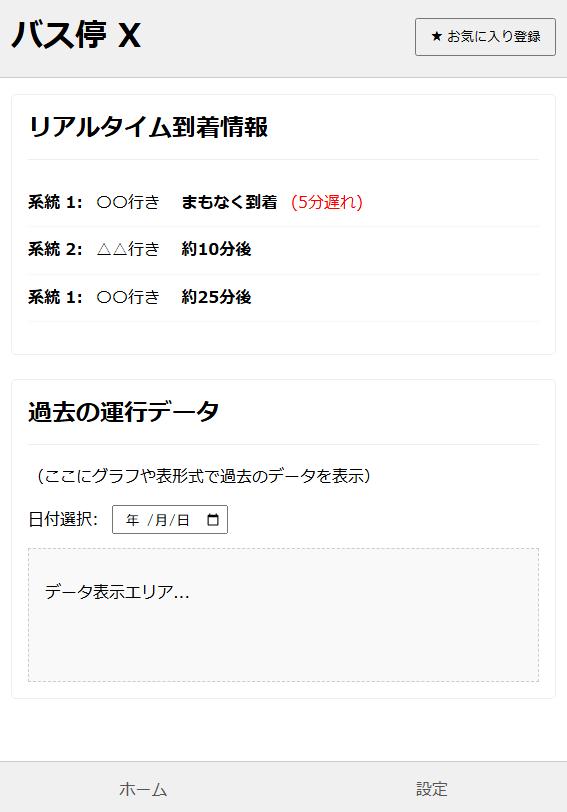 バス停 X
★ お気に入り登録
リアルタイム到着情報
系統 1: 〇〇行き まもなく到着 (5分遅れ)
系統 2: △△行き 約10分後
系統 1: 〇〇行き 約25分後
過去の運行データ
（ここにグラフや表形式で過去のデータを表示）
日付選択: 年 /月/日
データ表示エリア...
ホーム 設定